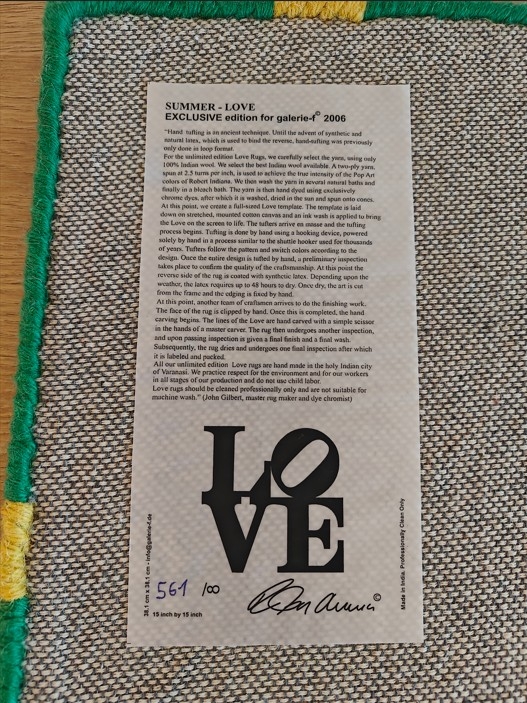 SUMMER - LOVE
EXCLUSIVE edition for galerie-f© 2006
"Hand tufting is an ancient technique. Until the advent of synthetic and
natural latex, which is used to bind the reverse, hand-tufting was previously
only done in loop format.
For the unlimited edition Love Rugs, we carefully select the yarn, using only
100% Indian wool. We select the best Indian wool available. A two-ply yarn,
spun at 2.5 turns per inch, is used to achieve the true intensity of the Pop Art
colors of Robert Indiana. We then wash the yarn in several natural baths and
finally in a bleach bath. The yarn is then hand dyed using exclusively
chrome dyes, after which it is washed, dried in the sun and spun onto cones.
At this point, we create a full-sized Love template. The template is laid
down on stretched, mounted cotton canvas and an ink wash is applied to bring
the Love on the screen to life. The tufters arrive en masse and the tufting
process begins. Tufting is done by hand using a hooking device, powered
solely by hand in a process similar to the shuttle hooker used for thousands
of years. Tufters follow the pattern and switch colors according to the
design. Once the entire design is tufted by hand, a preliminary inspection
takes place to confirm the quality of the craftsmanship. At this point the
reverse side of the rug is coated with synthetic latex. Depending upon the
weather, the latex requires up to 48 hours to dry. Once dry, the art is cut
from the frame and the edging is fixed by hand.
At this point, another team of craftsmen arrives to do the finishing work.
The face of the rug is clipped by hand. Once this is completed, the hand
carving begins. The lines of the Love are hand carved with a simple scissor
in the hands of a master carver. The rug then undergoes another inspection,
and upon passing inspection is given a final finish and a final wash.
Subsequently, the rug dries and undergoes one final inspection after which
it is labeled and packed.
All our unlimited edition Love rugs are hand made in the holy Indian city
of Varanasi. We practice respect for the environment and for our workers
in all stages of our production and do not use child labor.
Love rugs should be cleaned professionally only and are not suitable for
machine wash." (John Gilbert, master rug maker and dye chromist)
LO
VE
38,1 cm x 38,1 cm - info@galerie-f.de
561 /∞
©
15 inch by 15 inch
Made in India. Professionally Clean Only